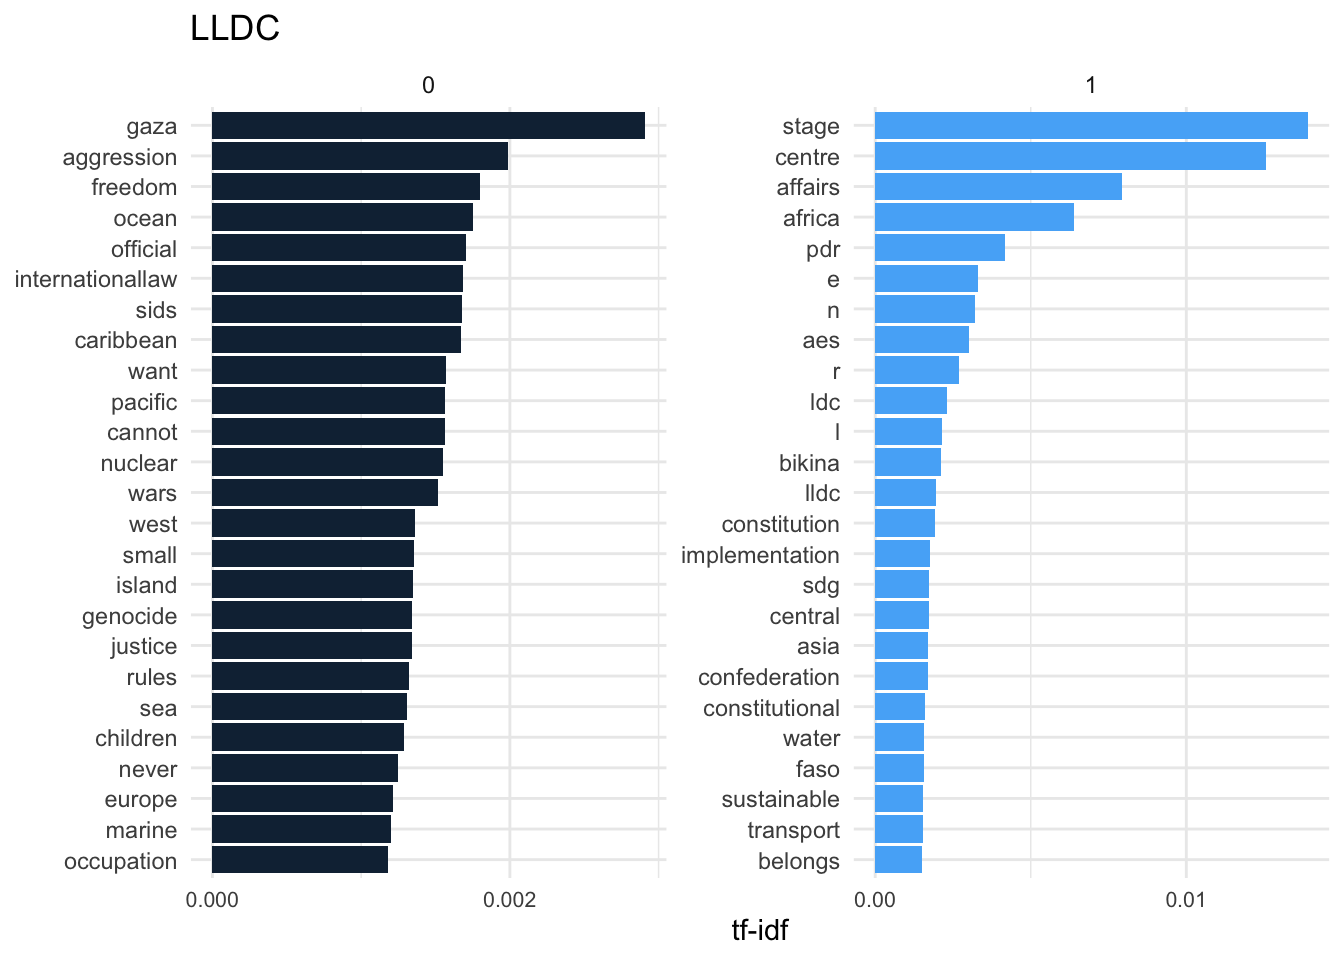 LLDC
0
gaza
aggression
freedom
ocean
official
internationallaw
sids
caribbean
want
pacific
cannot
nuclear
wars
west
small
island
genocide
justice
rules
sea
children
never
europe
marine
occupation
0.000 0.002
1
stage
centre
affairs
africa
pdr
e
n
aes
r
ldc
l
bikina
lldc
constitution
implementation
sdg
central
asia
confederation
constitutional
water
faso
sustainable
transport
belongs
0.00 0.01
tf-idf